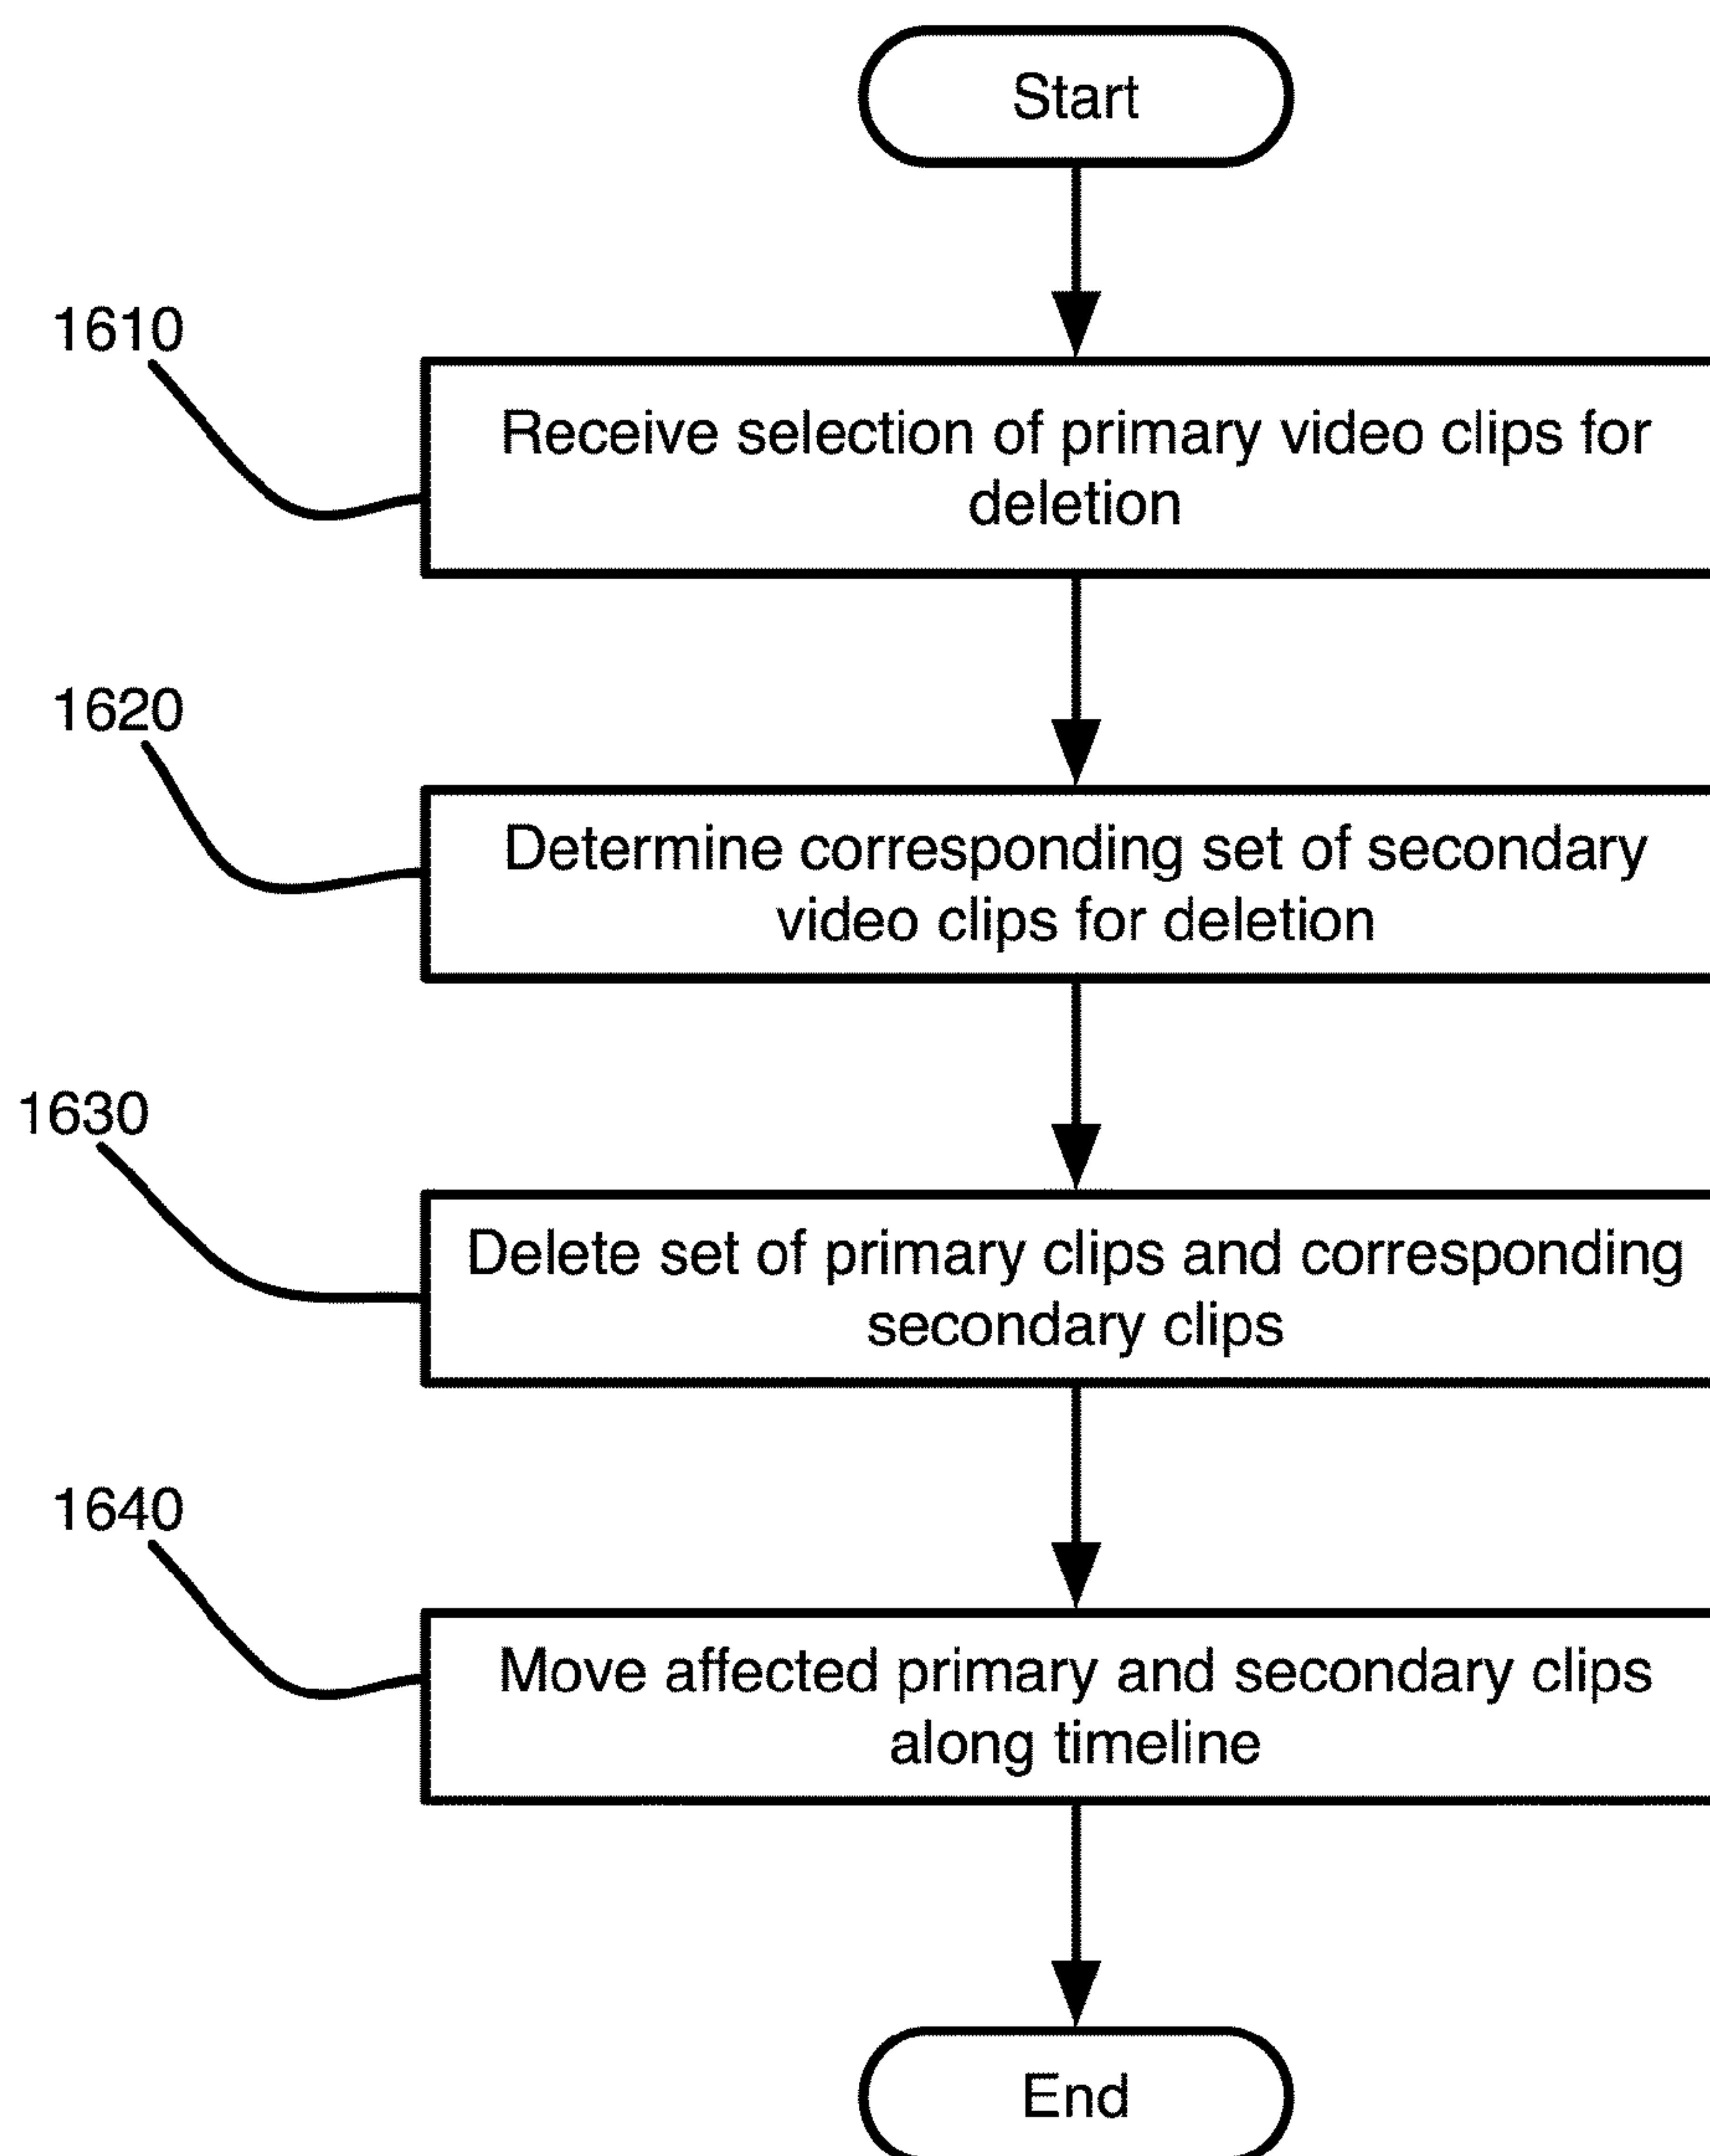 Start
1610
Receive selection of primary video clips for
deletion
1620
Determine corresponding set of secondary
video clips for deletion
1630
Delete set of primary clips and corresponding
secondary clips
1640
Move affected primary and secondary clips
along timeline
End